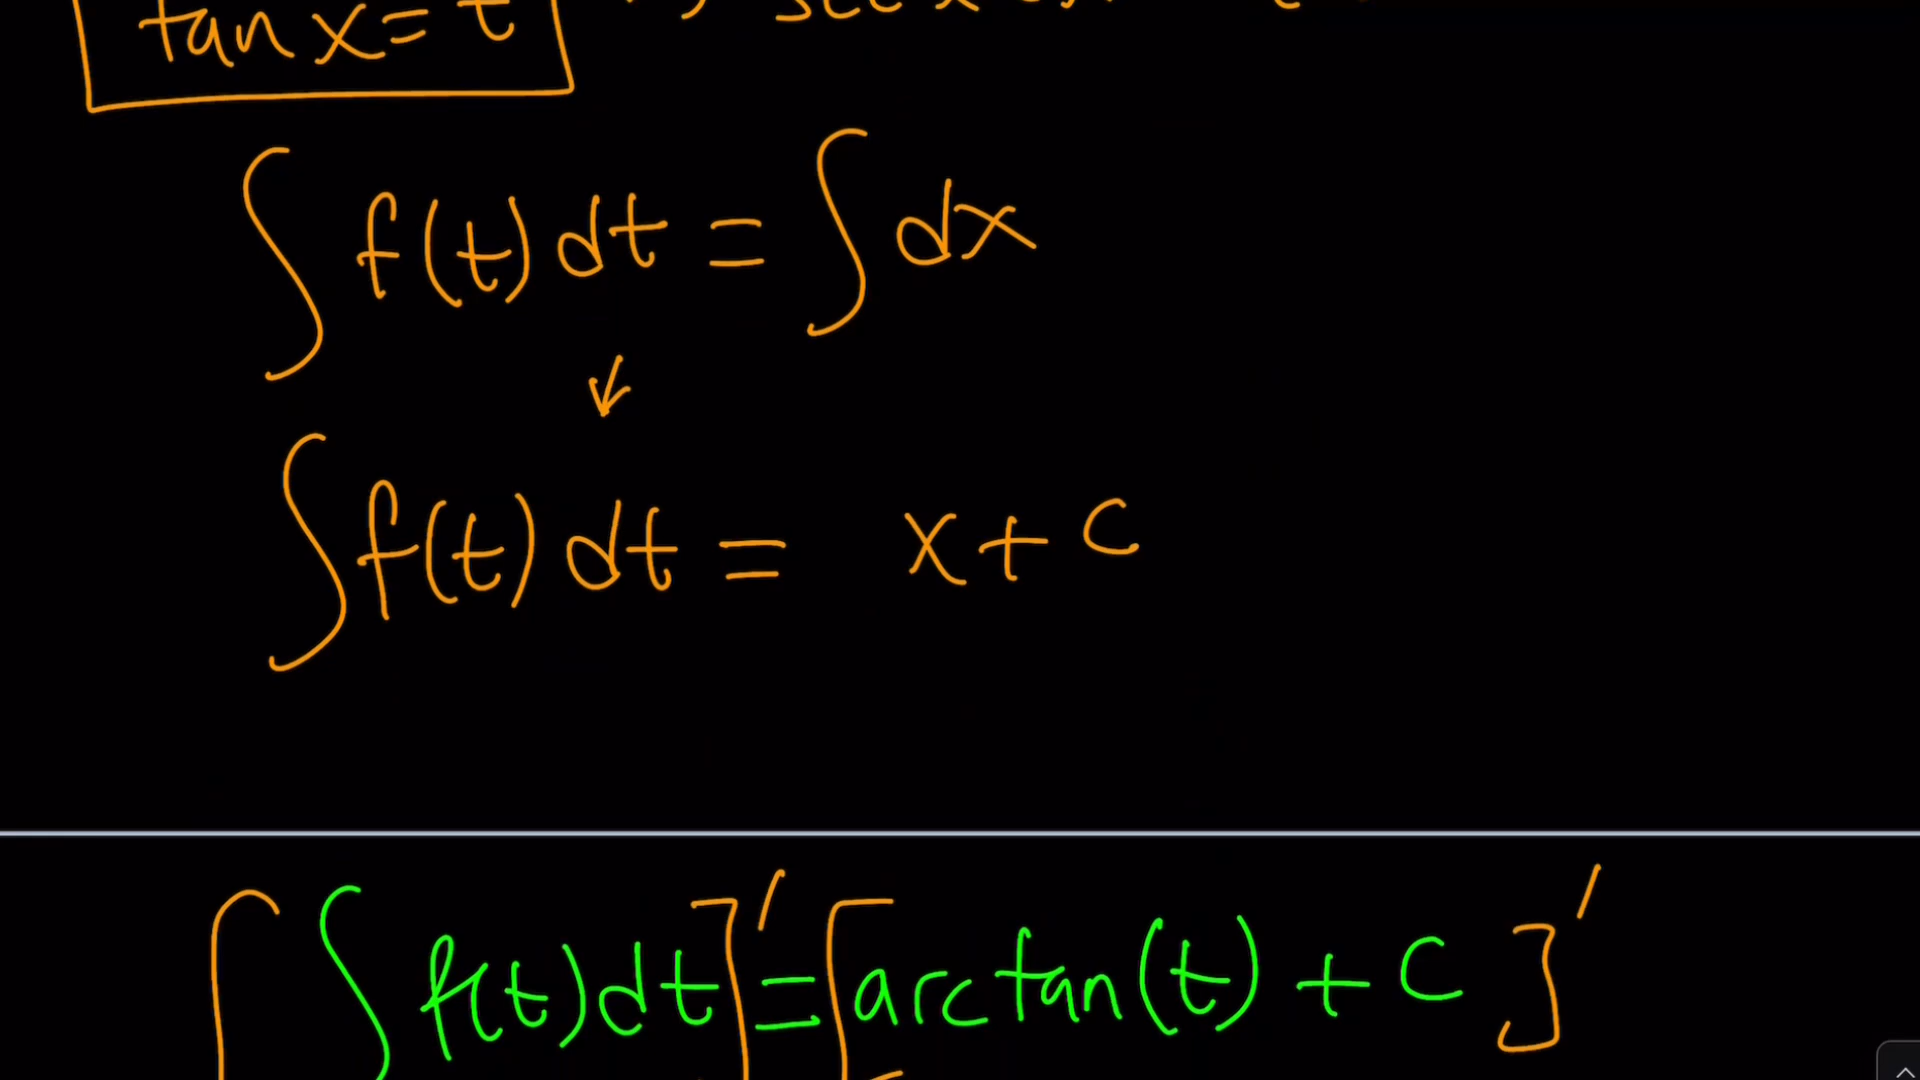 tan x = t
∫ f(t) dt = ∫ dx
∫ f(t) dt = x + c
[∫ f(t) dt]' = [arctan(t) + c]'